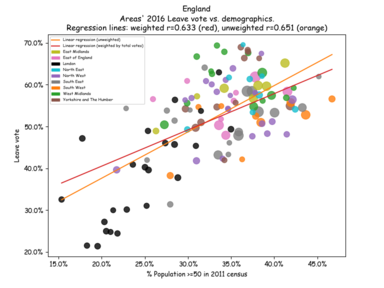 England
Areas' 2016 Leave vote vs. demographics.
Regression lines: weighted r=0.633 (red), unweighted r=0.651 (orange)
70.0%
60.0%
50.0%
40.0%
30.0%
20.0%
Leave vote
Linear regression (unweighted)
Linear regression (weighted by total votes)
East Midlands
East of England
London
North East
North West
South East
South West
West Midlands
Yorkshire and The Humber
15.0%
20.0%
25.0%
30.0%
35.0%
40.0%
45.0%
% Population >=50 in 2011 census